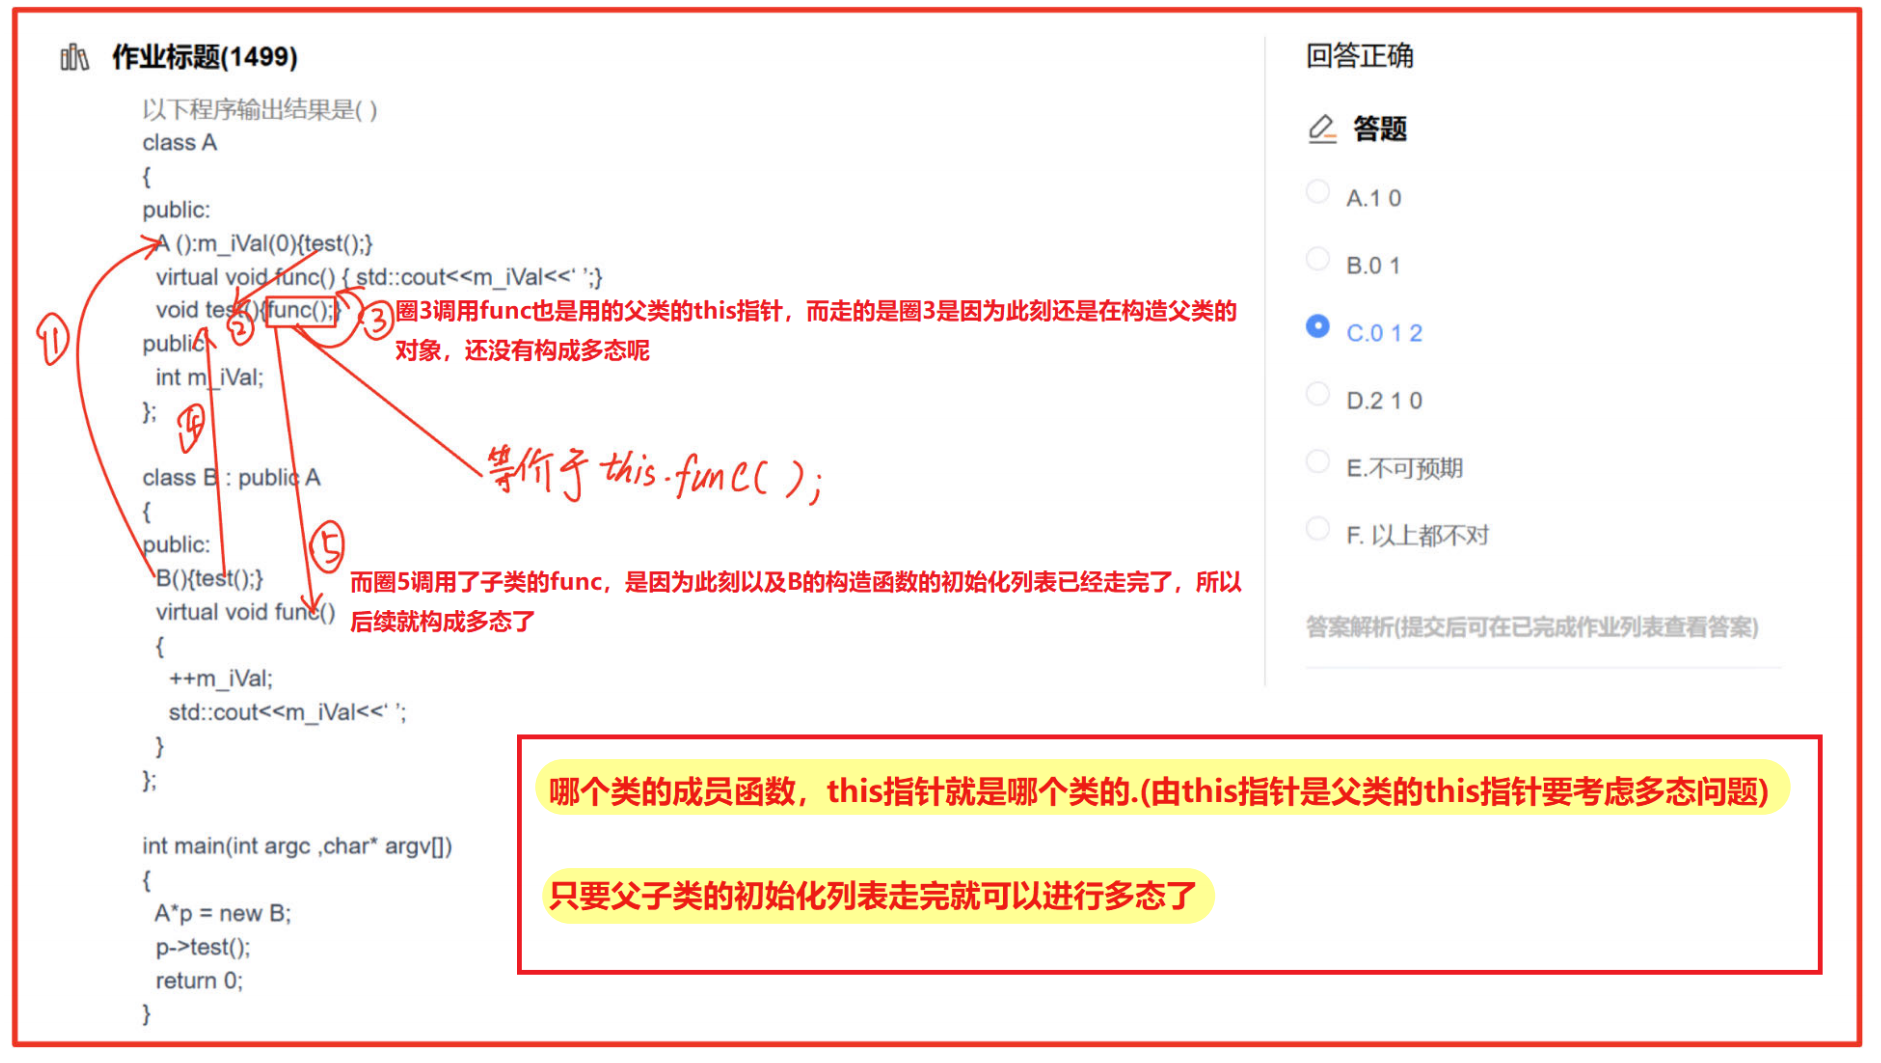 作业标题(1499)
以下程序输出结果是( )
class A
{
public:
A ():m_iVal(0){test();}
virtual void func() { std::cout<<m_iVal<<‘ ’;}
void test(){func();}
public:
int m_iVal;
};
class B : public A
{
public:
B(){test();}
virtual void func()
{
++m_iVal;
std::cout<<m_iVal<<‘ ’;
}
};
int main(int argc ,char* argv[])
{
A*p = new B;
p->test();
return 0;
}
①
②
③
圈3调用func也是用的父类的this指针，而走的是圈3是因为此刻还是在构造父类的
对象，还没有构成多态呢
④
等价于 this.func( );
⑤
而圈5调用了子类的func，是因为此刻以及B的构造函数的初始化列表已经走完了，所以
后续就构成多态了
哪个类的成员函数，this指针就是哪个类的.(由this指针是父类的this指针要考虑多态问题)
只要父子类的初始化列表走完就可以进行多态了
回答正确
答题
A.1 0
B.0 1
C.0 1 2
D.2 1 0
E.不可预期
F. 以上都不对
答案解析(提交后可在已完成作业列表查看答案)